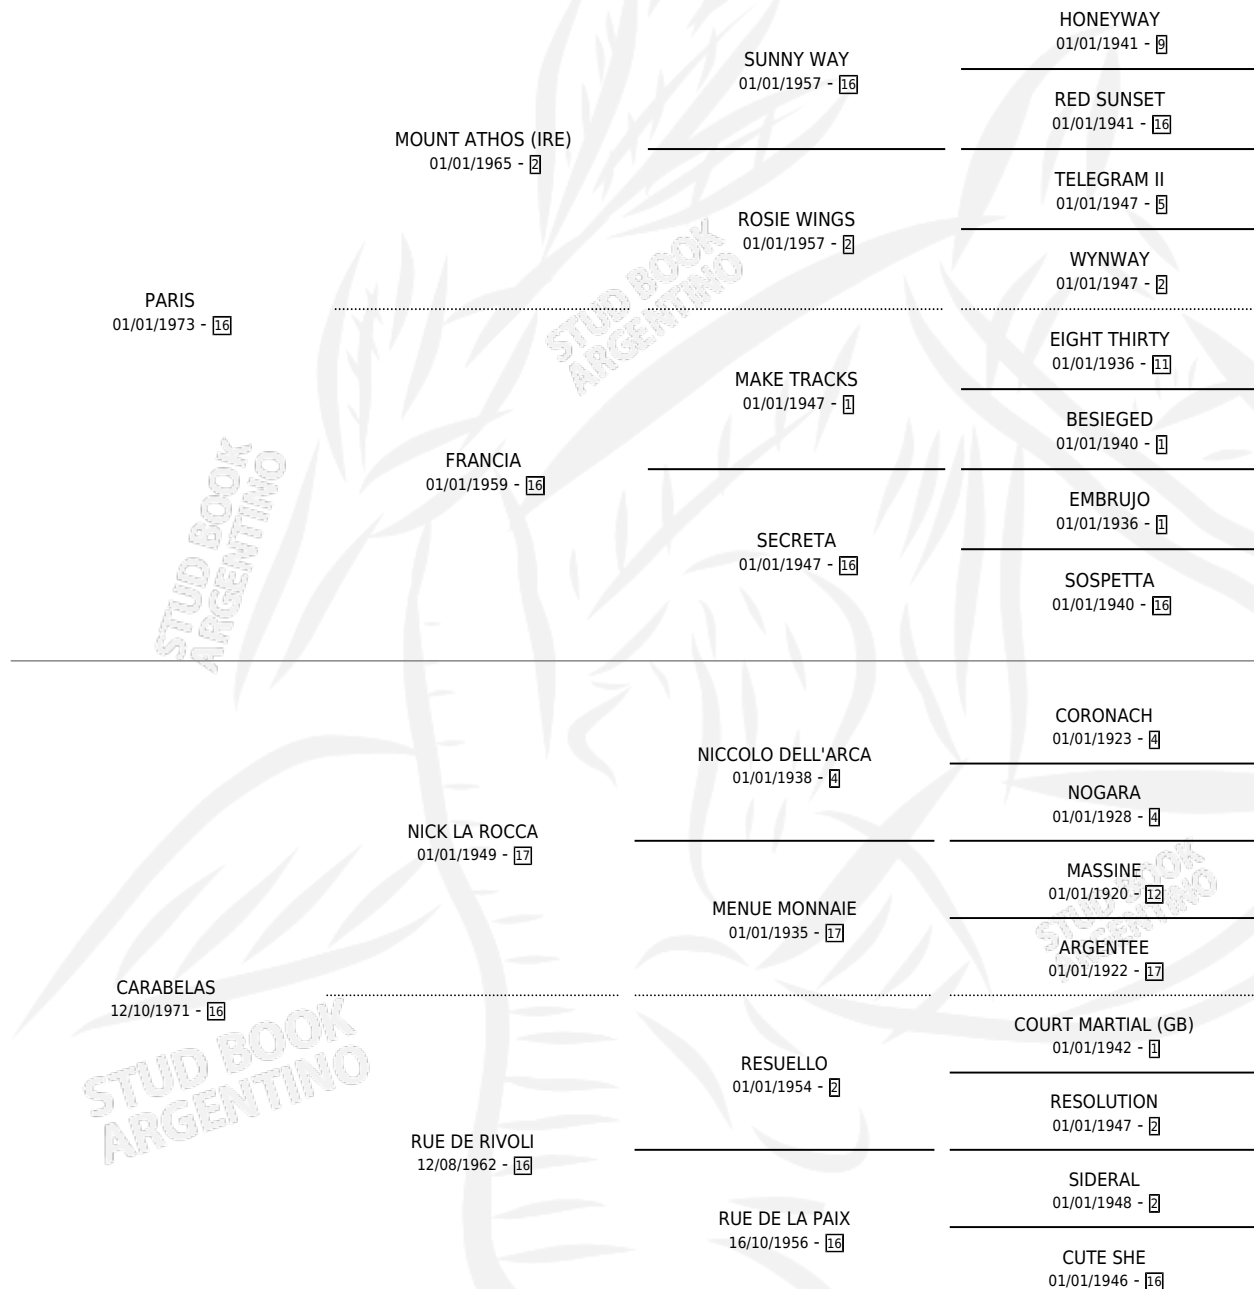 HONEYWAY
01/01/1941 - 9
SUNNY WAY
01/01/1957 - 16
RED SUNSET
01/01/1941 - 16
MOUNT ATHOS (IRE)
01/01/1965 - 2
TELEGRAM II
01/01/1947 - 5
ROSIE WINGS
01/01/1957 - 2
WYNWAY
01/01/1947 - 2
PARIS
01/01/1973 - 16
EIGHT THIRTY
01/01/1936 - 11
MAKE TRACKS
01/01/1947 - 1
BESIEGED
01/01/1940 - 1
FRANCIA
01/01/1959 - 16
EMBRUJO
01/01/1936 - 1
SECRETA
01/01/1947 - 16
SOSPETTA
01/01/1940 - 16
CORONACH
01/01/1923 - 4
NICCOLO DELL'ARCA
01/01/1938 - 4
NOGARA
01/01/1928 - 4
NICK LA ROCCA
01/01/1949 - 17
MASSINE
01/01/1920 - 12
MENUE MONNAIE
01/01/1935 - 17
ARGENTEE
01/01/1922 - 17
CARABELAS
12/10/1971 - 16
COURT MARTIAL (GB)
01/01/1942 - 1
RESUELLO
01/01/1954 - 2
RESOLUTION
01/01/1947 - 2
RUE DE RIVOLI
12/08/1962 - 16
SIDERAL
01/01/1948 - 2
RUE DE LA PAIX
16/10/1956 - 16
CUTE SHE
01/01/1946 - 16
STUD BOOK
ARGENTINO
STUD BOOK
ARGENTINO
STUD BOOK
ARGENTINO
STUD BOOK
ARGENTINO